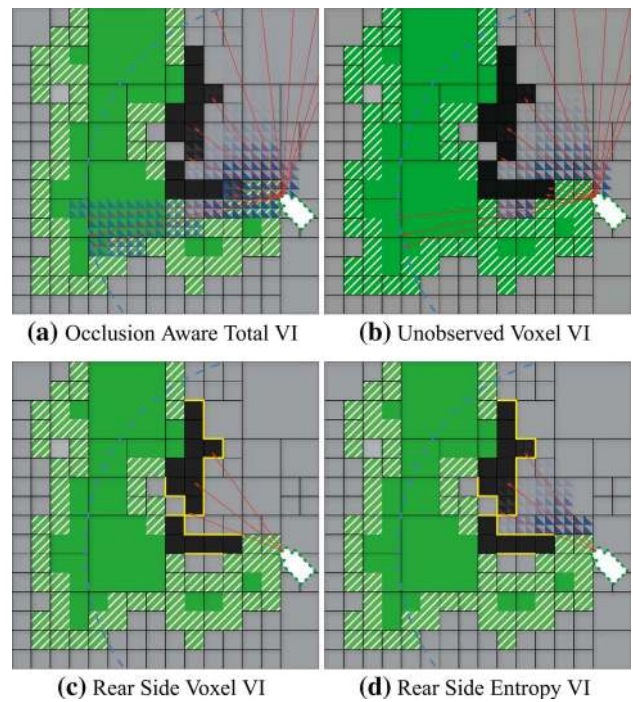 (a) Occlusion Aware Total VI
(b) Unobserved Voxel VI
(c) Rear Side Voxel VI
(d) Rear Side Entropy VI